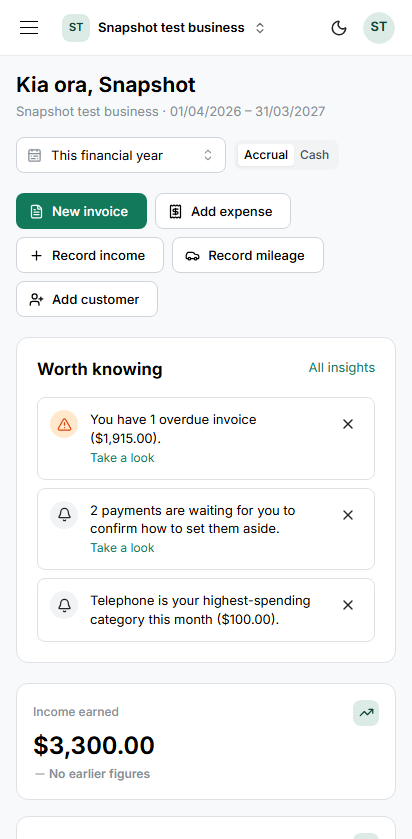 ST Snapshot test business ST
Kia ora, Snapshot
Snapshot test business · 01/04/2026 – 31/03/2027
This financial year Accrual Cash
New invoice Add expense
Record income Record mileage
Add customer
Worth knowing All insights
You have 1 overdue invoice
($1,915.00).
Take a look
2 payments are waiting for you to
confirm how to set them aside.
Take a look
Telephone is your highest-spending
category this month ($100.00).
Income earned
$3,300.00
— No earlier figures